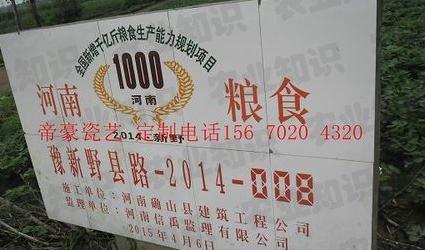 全国新增千亿斤粮食生产能力规划项目
1000
河南
河南 粮食
帝豪瓷艺 定制电话156 7020 4320
2014 新野
豫新野县路-2014-008
施工单位:河南确山县建筑工程公司
监理单位:河南信禹监理有限公司
2015年4月6日